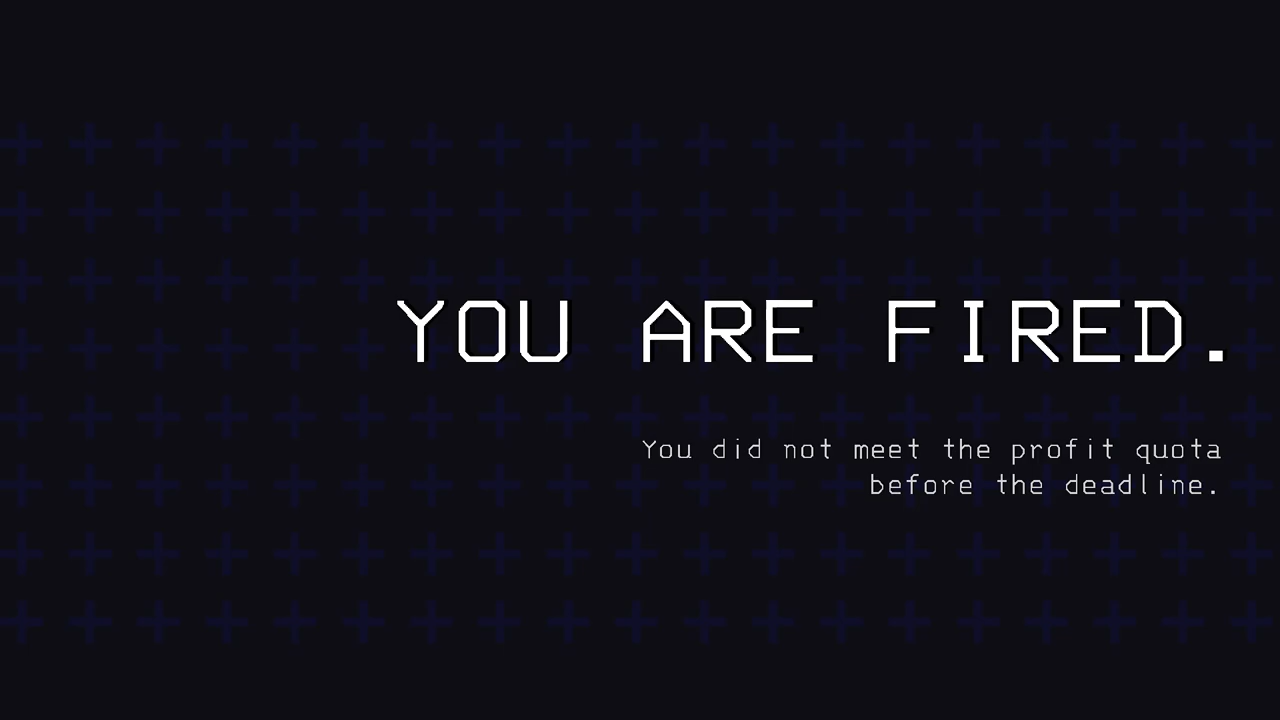 YOU ARE FIRED.
You did not meet the profit quota
before the deadline.